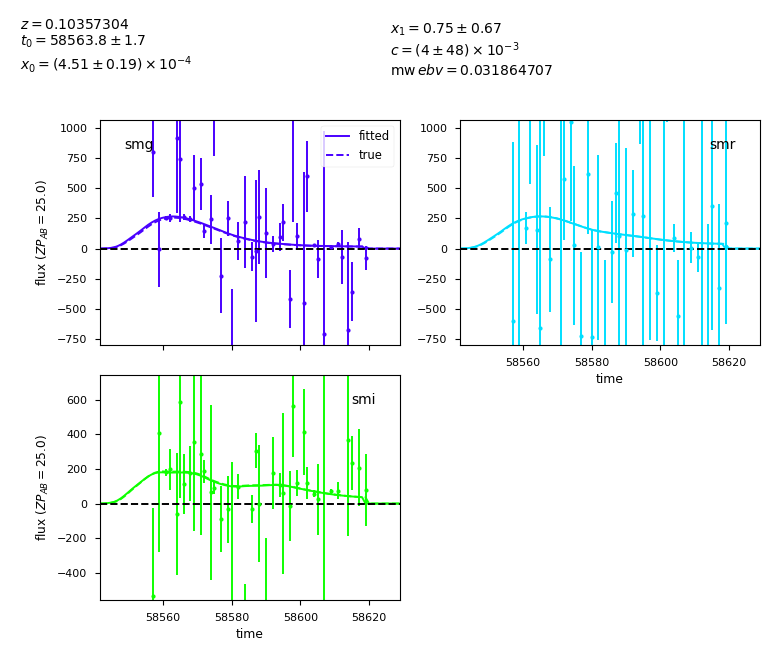 z = 0.10357304
t₀ = 58563.8 ± 1.7
x₀ = (4.51 ± 0.19) × 10⁻⁴
x₁ = 0.75 ± 0.67
c = (4 ± 48) × 10⁻³
mw ebv = 0.031864707
1000
750
500
250
0
−250
−500
−750
flux (ZP_AB = 25.0)
smg
fitted
true
1000
750
500
250
0
−250
−500
−750
smr
58560
58580
58600
58620
time
600
400
200
0
−200
−400
flux (ZP_AB = 25.0)
smi
58560
58580
58600
58620
time